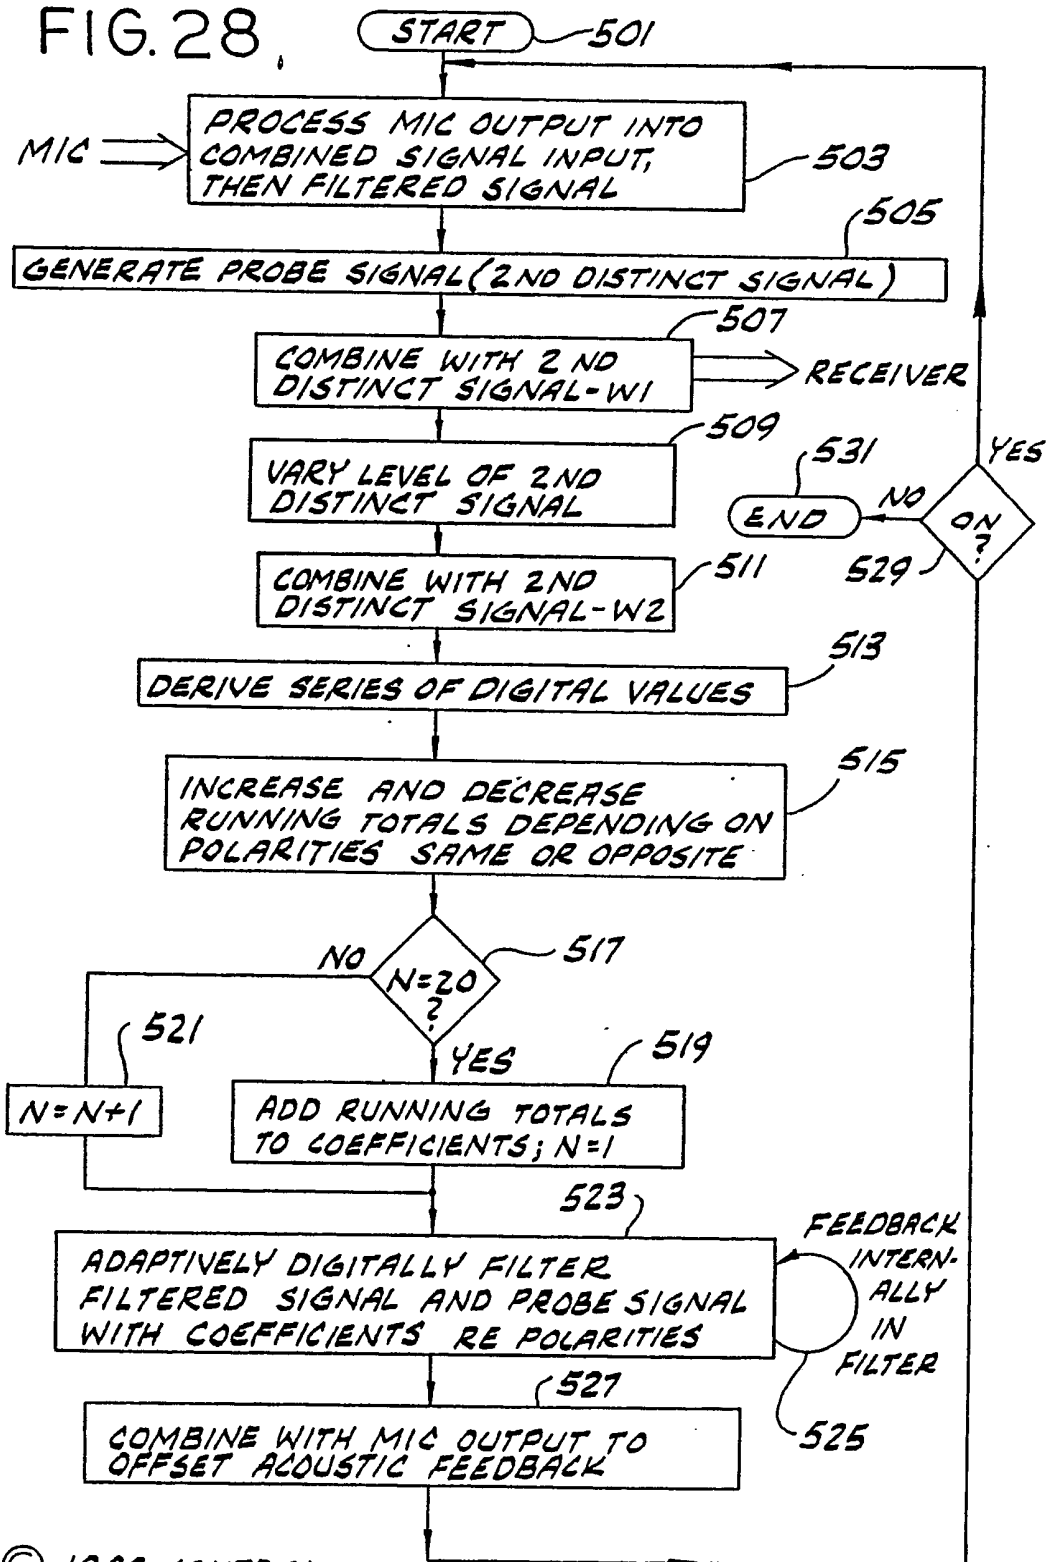 FIG. 28.
START
501
MIC
PROCESS MIC OUTPUT INTO
COMBINED SIGNAL INPUT,
THEN FILTERED SIGNAL
503
505
GENERATE PROBE SIGNAL (2ND DISTINCT SIGNAL)
507
COMBINE WITH 2ND
DISTINCT SIGNAL-W1
RECEIVER
509
VARY LEVEL OF 2ND
DISTINCT SIGNAL
531
END
NO
YES
ON
?
529
COMBINE WITH 2ND
DISTINCT SIGNAL-W2
511
513
DERIVE SERIES OF DIGITAL VALUES
515
INCREASE AND DECREASE
RUNNING TOTALS DEPENDING ON
POLARITIES SAME OR OPPOSITE
NO
N=20
?
517
YES
521
N=N+1
519
ADD RUNNING TOTALS
TO COEFFICIENTS; N=1
523
ADAPTIVELY DIGITALLY FILTER
FILTERED SIGNAL AND PROBE SIGNAL
WITH COEFFICIENTS RE POLARITIES
FEEDBACK
INTERN-
ALLY
IN
FILTER
525
527
COMBINE WITH MIC OUTPUT TO
OFFSET ACOUSTIC FEEDBACK